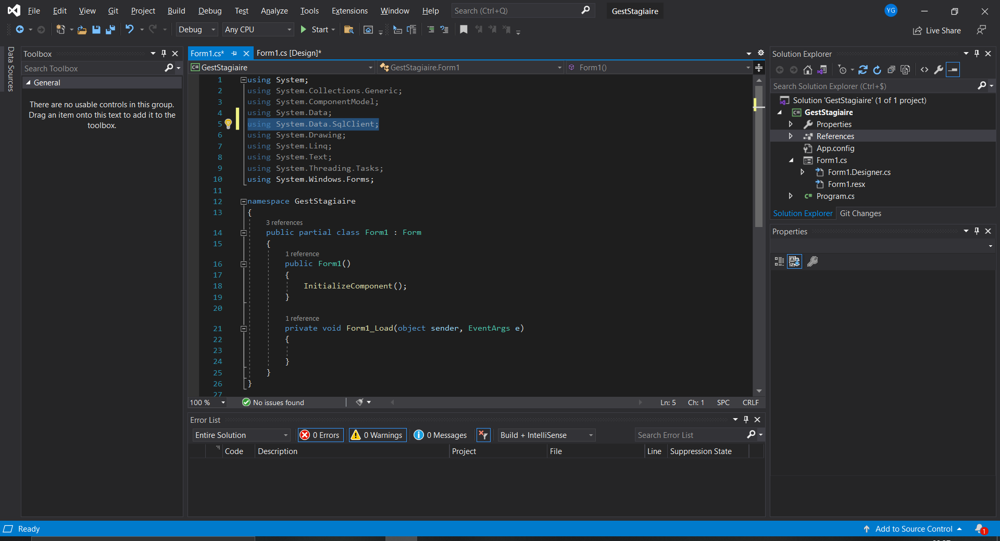 File Edit View Git Project Build Debug Test Analyze Tools Extensions Window Help Search (Ctrl+Q) GestStagiaire YG
Debug Any CPU Start Live Share
Data Sources
Toolbox
Search Toolbox
General
There are no usable controls in this group.
Drag an item onto this text to add it to the
toolbox.
Form1.cs* Form1.cs [Design]*
C# GestStagiaire GestStagiaire.Form1 Form1()
1 using System;
2 using System.Collections.Generic;
3 using System.ComponentModel;
4 using System.Data;
5 using System.Data.SqlClient;
6 using System.Drawing;
7 using System.Linq;
8 using System.Text;
9 using System.Threading.Tasks;
10 using System.Windows.Forms;
11
12 namespace GestStagiaire
13 {
3 references
14 public partial class Form1 : Form
15 {
1 reference
16 public Form1()
17 {
18 InitializeComponent();
19 }
20
1 reference
21 private void Form1_Load(object sender, EventArgs e)
22 {
23
24 }
25 }
26 }
27
100 % No issues found Ln: 5 Ch: 1 SPC CRLF
Error List
Entire Solution 0 Errors 0 Warnings 0 Messages Build + IntelliSense Search Error List
Code Description Project File Line Suppression State
Solution Explorer
Search Solution Explorer (Ctrl+$)
Solution 'GestStagiaire' (1 of 1 project)
C# GestStagiaire
Properties
References
App.config
Form1.cs
Form1.Designer.cs
Form1.resx
C# Program.cs
Solution Explorer Git Changes
Properties
Ready Add to Source Control 1